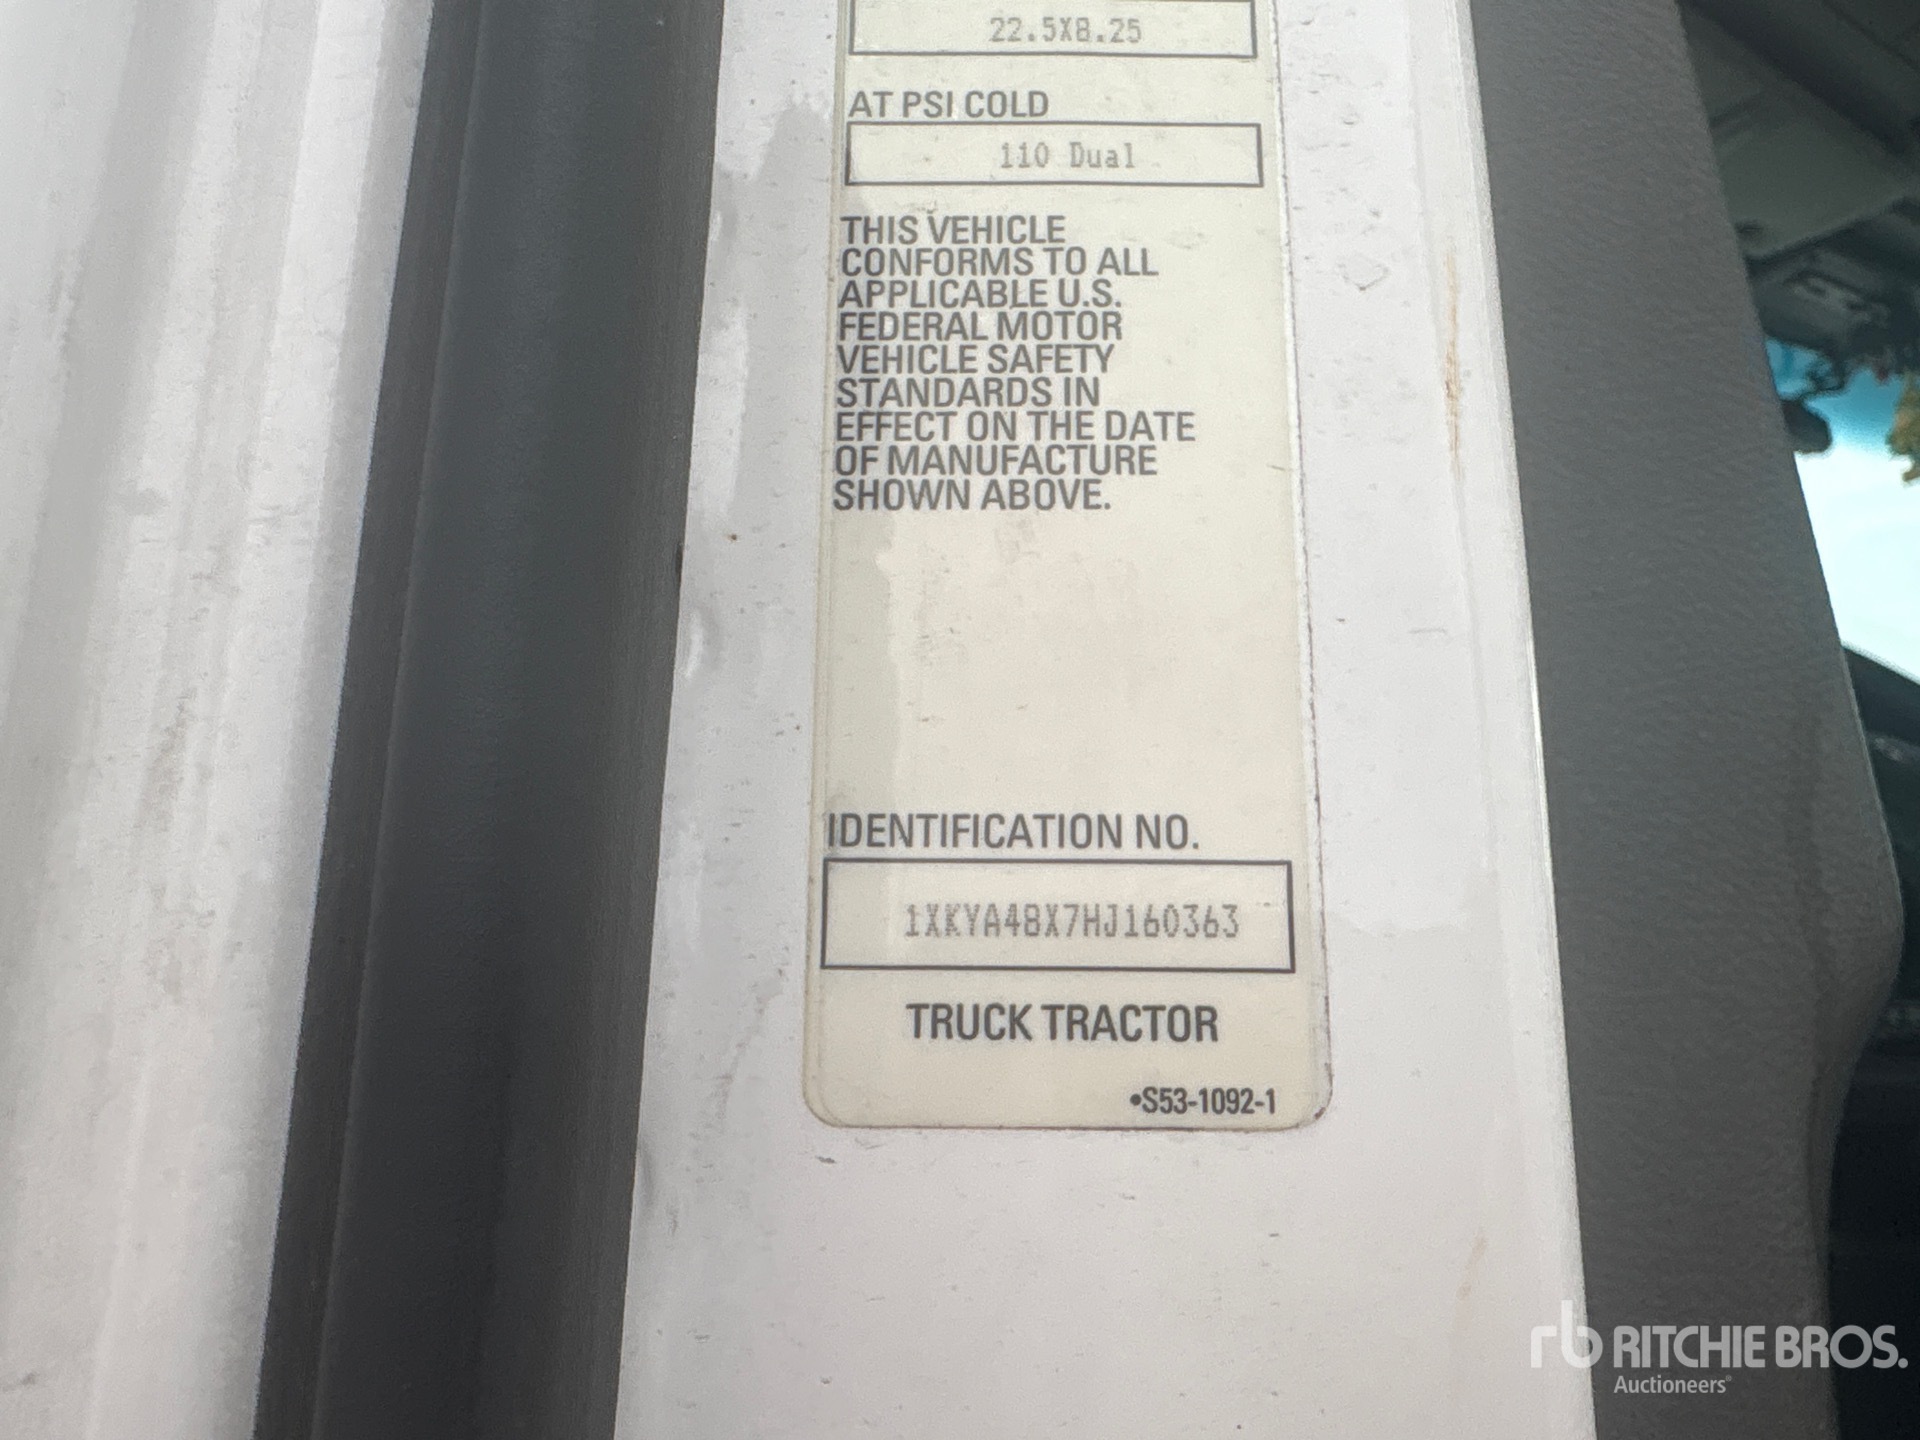 22.5X8.25
AT PSI COLD
110 Dual
THIS VEHICLE
CONFORMS TO ALL
APPLICABLE U.S.
FEDERAL MOTOR
VEHICLE SAFETY
STANDARDS IN
EFFECT ON THE DATE
OF MANUFACTURE
SHOWN ABOVE.
IDENTIFICATION NO.
1XKYA48X7HJ160363
TRUCK TRACTOR
•S53-1092-1
rb RITCHIE BROS.
Auctioneers®